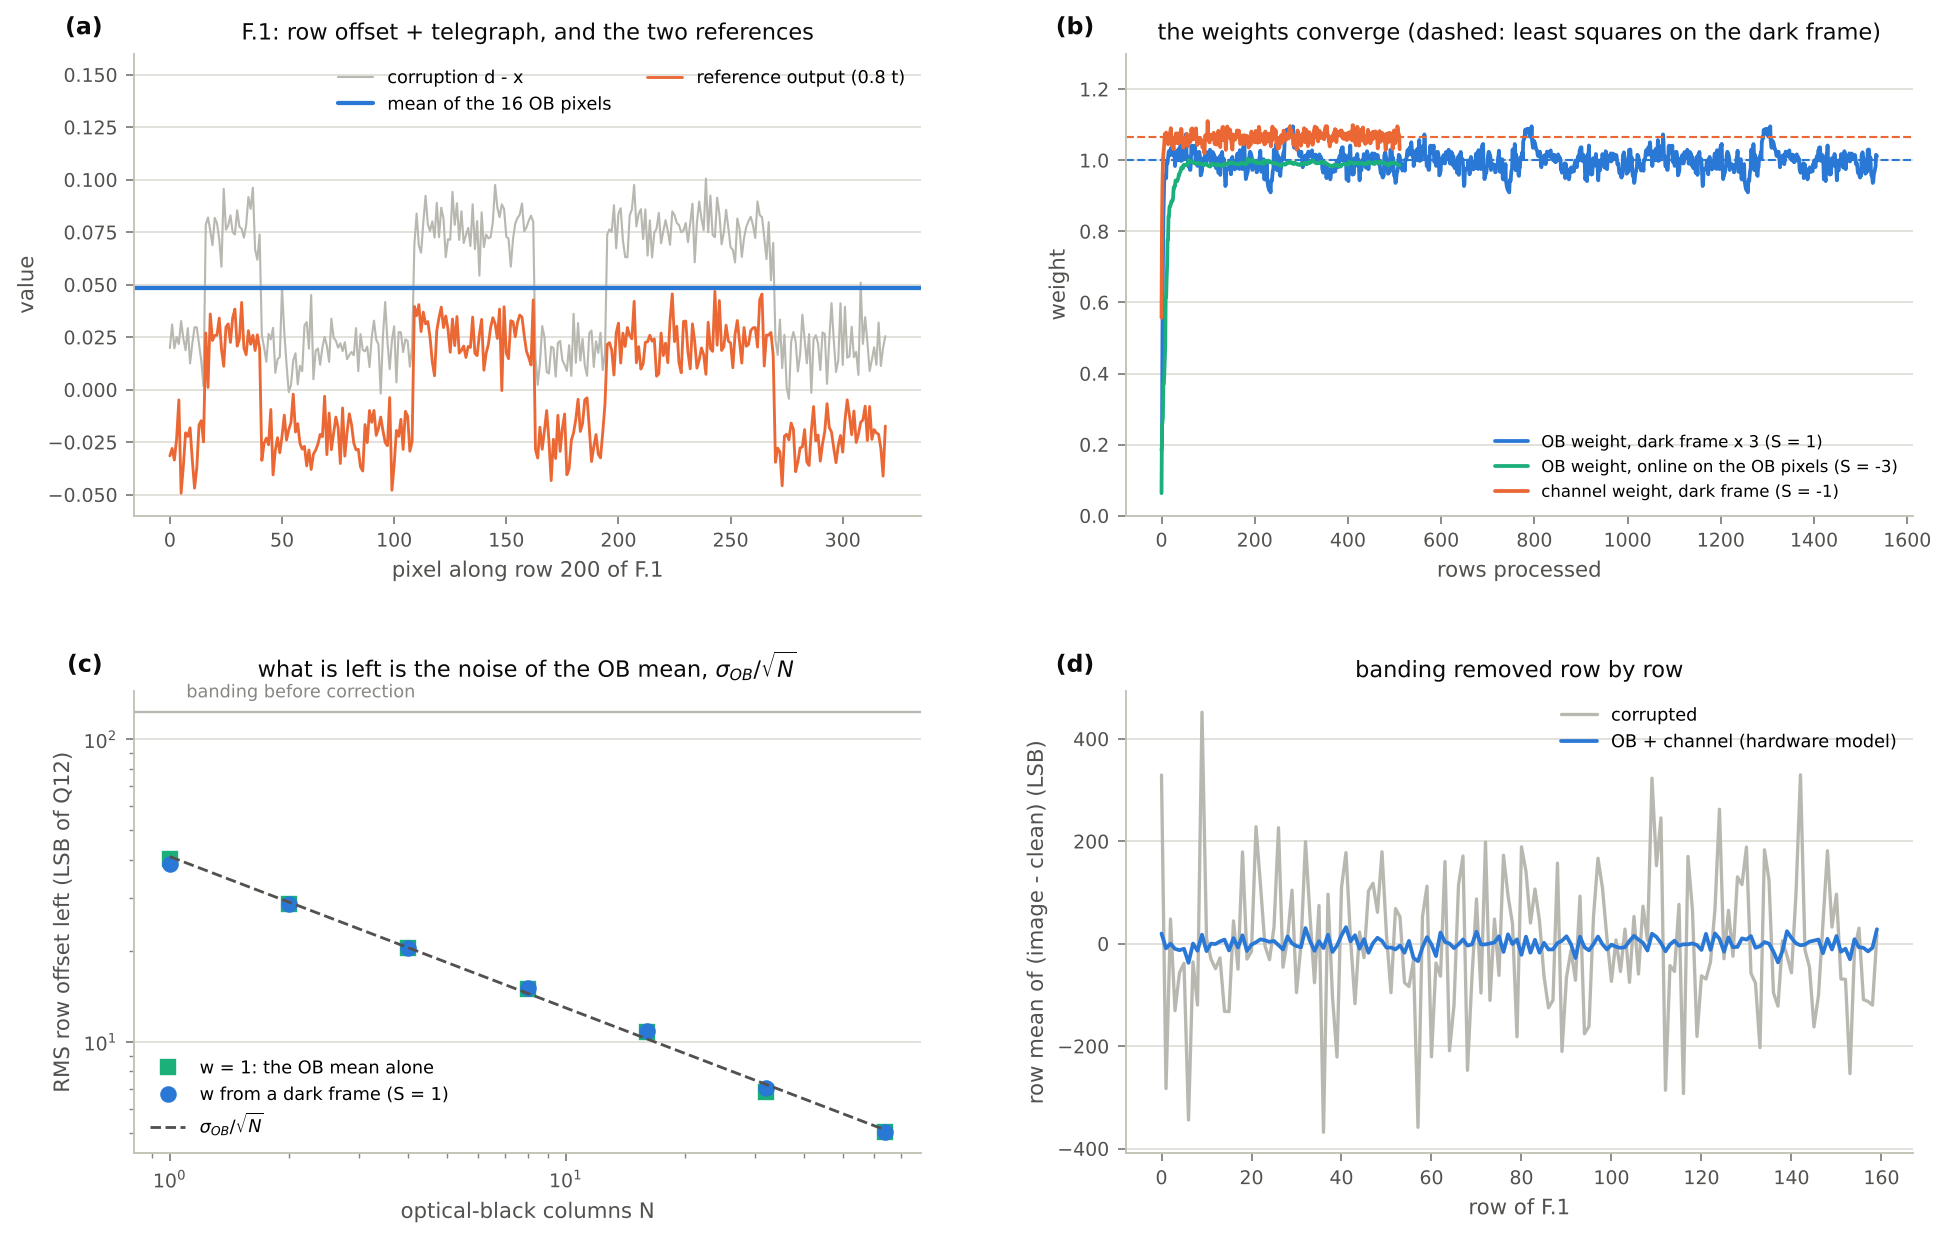 (a)
F.1: row offset + telegraph, and the two references
corruption d - x
mean of the 16 OB pixels
reference output (0.8 t)
value
0.150
0.125
0.100
0.075
0.050
0.025
0.000
−0.025
−0.050
0 50 100 150 200 250 300
pixel along row 200 of F.1
(b)
the weights converge (dashed: least squares on the dark frame)
weight
1.2
1.0
0.8
0.6
0.4
0.2
0.0
OB weight, dark frame x 3 (S = 1)
OB weight, online on the OB pixels (S = -3)
channel weight, dark frame (S = -1)
0 200 400 600 800 1000 1200 1400 1600
rows processed
(c)
what is left is the noise of the OB mean, σ_OB/√N
banding before correction
RMS row offset left (LSB of Q12)
10²
10¹
w = 1: the OB mean alone
w from a dark frame (S = 1)
σ_OB/√N
10⁰ 10¹
optical-black columns N
(d)
banding removed row by row
corrupted
OB + channel (hardware model)
row mean of (image - clean) (LSB)
400
200
0
−200
−400
0 20 40 60 80 100 120 140 160
row of F.1